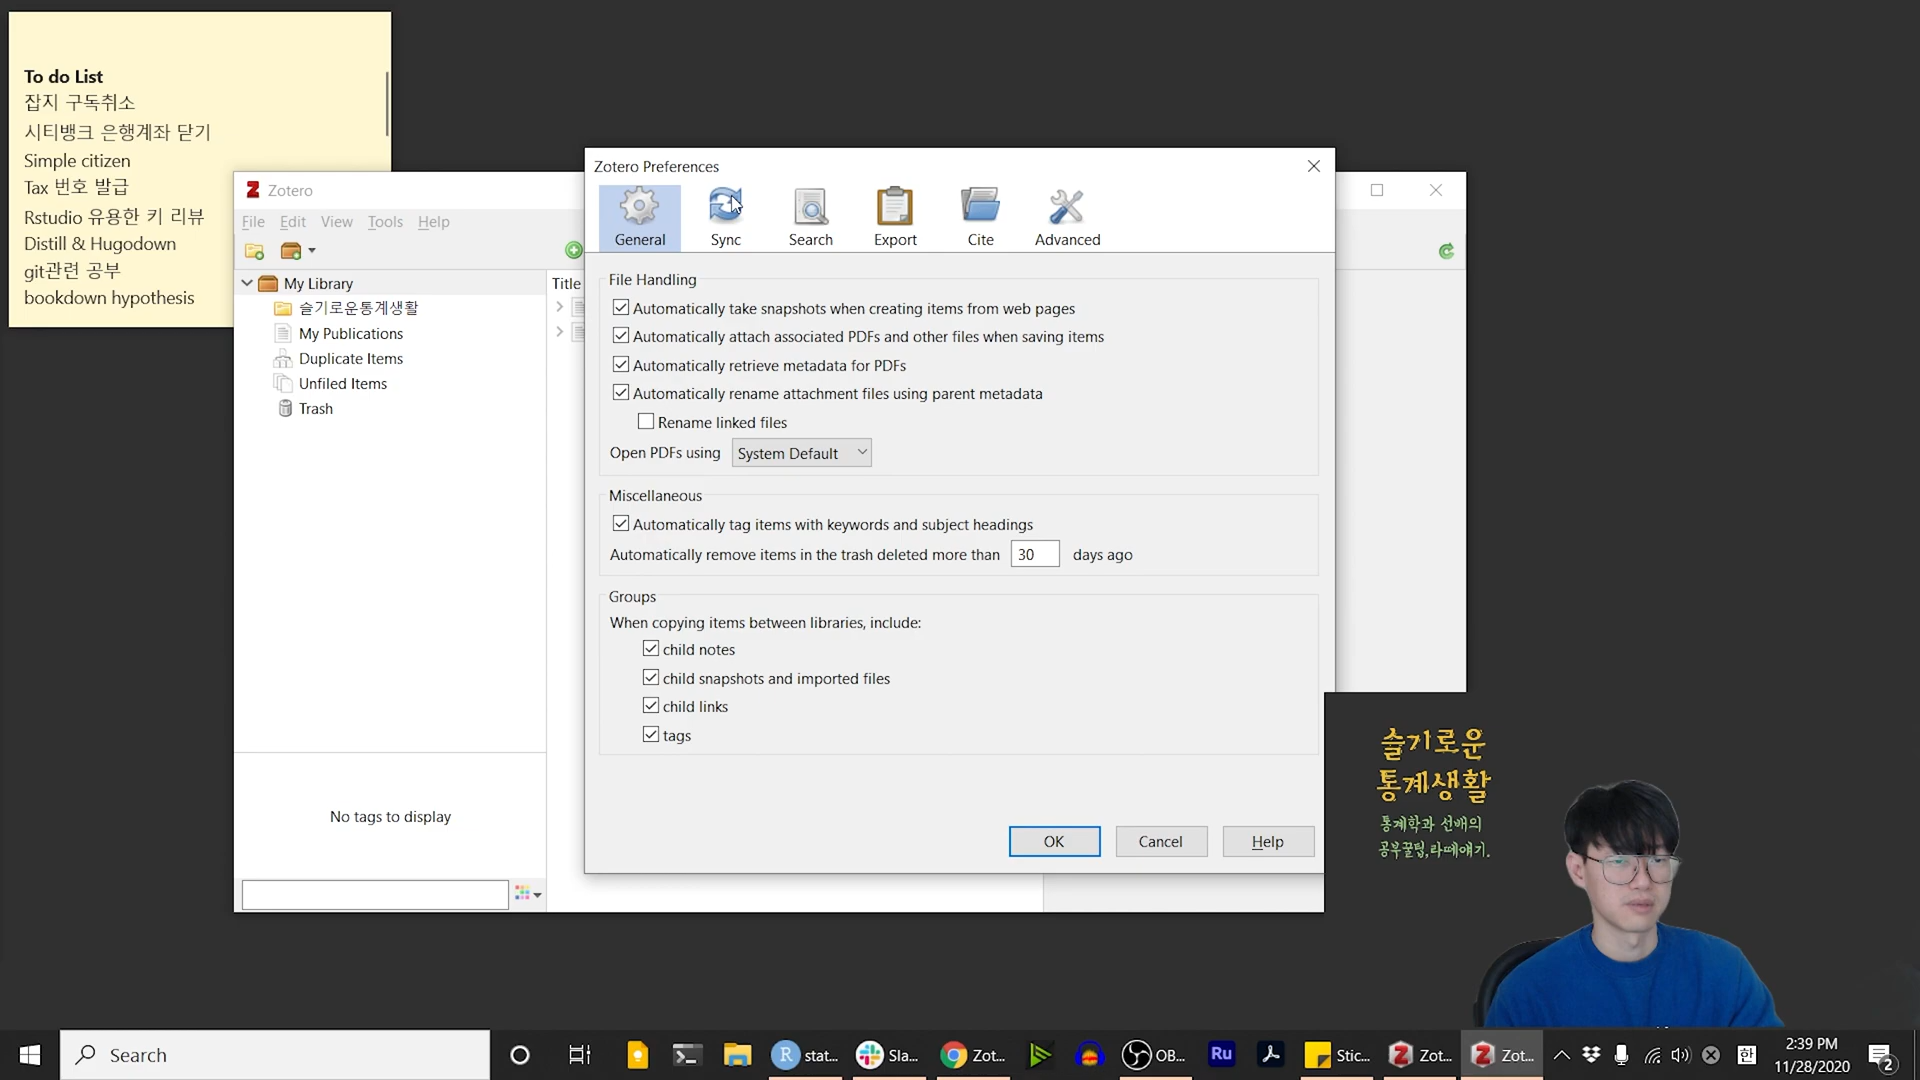 To do List
잡지 구독취소
시티뱅크 은행계좌 닫기
Simple citizen
Tax 번호 발급
Rstudio 유용한 키 리뷰
Distill & Hugodown
git관련 공부
bookdown hypothesis
Zotero
File Edit View Tools Help
My Library
슬기로운통계생활
My Publications
Duplicate Items
Unfiled Items
Trash
No tags to display
Title
Zotero Preferences
General Sync Search Export Cite Advanced
File Handling
Automatically take snapshots when creating items from web pages
Automatically attach associated PDFs and other files when saving items
Automatically retrieve metadata for PDFs
Automatically rename attachment files using parent metadata
Rename linked files
Open PDFs using System Default
Miscellaneous
Automatically tag items with keywords and subject headings
Automatically remove items in the trash deleted more than 30 days ago
Groups
When copying items between libraries, include:
child notes
child snapshots and imported files
child links
tags
OK Cancel Help
슬기로운
통계생활
통계학과 선배의
공부꿀팁,라떼얘기.
Search
stat... Sla... Zot... OB... Ru Stic... Zot... Zot... 한
2:39 PM
11/28/2020
2